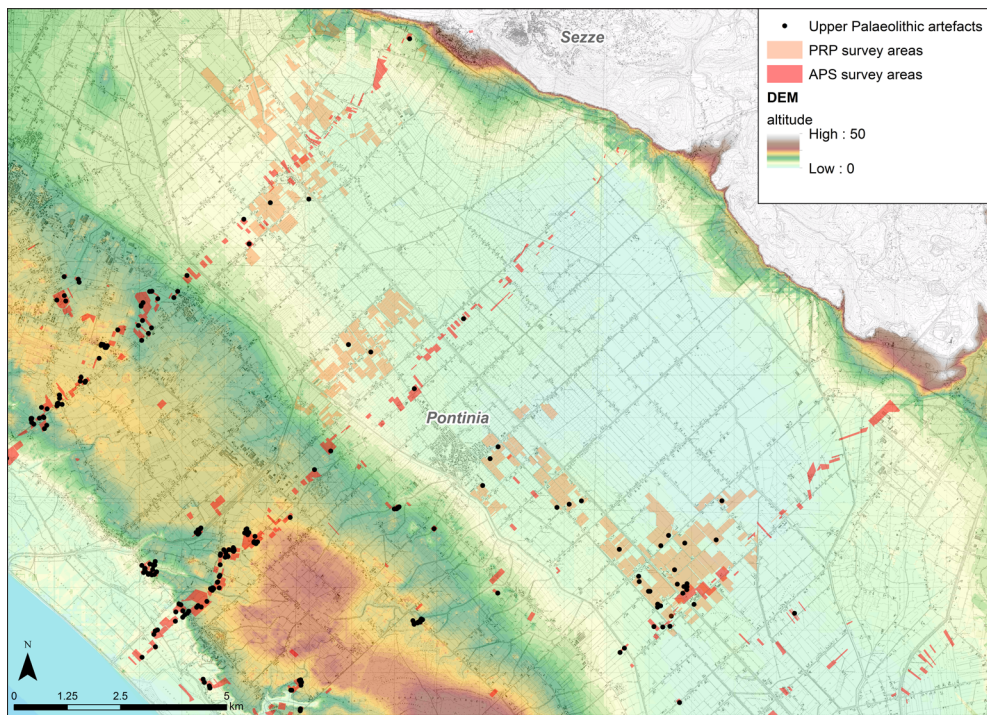 Sezze
Upper Palaeolithic artefacts
PRP survey areas
APS survey areas
DEM
altitude
High : 50
Low : 0
Pontinia
N
0 1.25 2.5 5
km